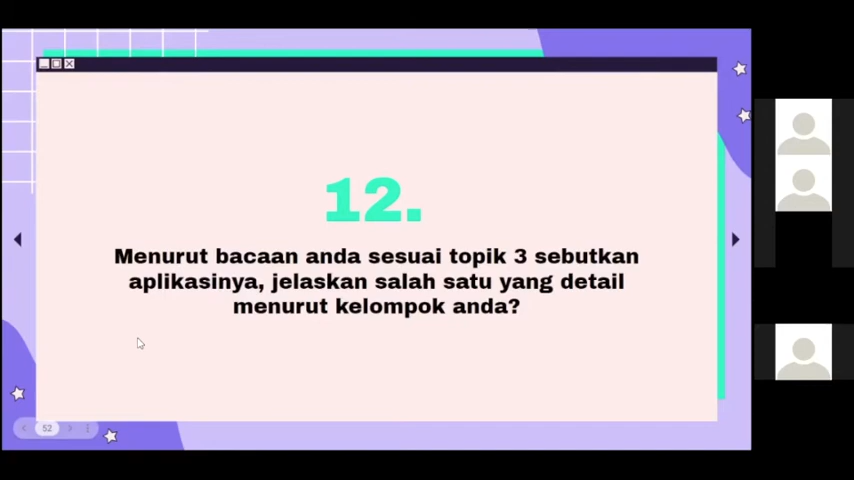 12.
Menurut bacaan anda sesuai topik 3 sebutkan
aplikasinya, jelaskan salah satu yang detail
menurut kelompok anda?
52